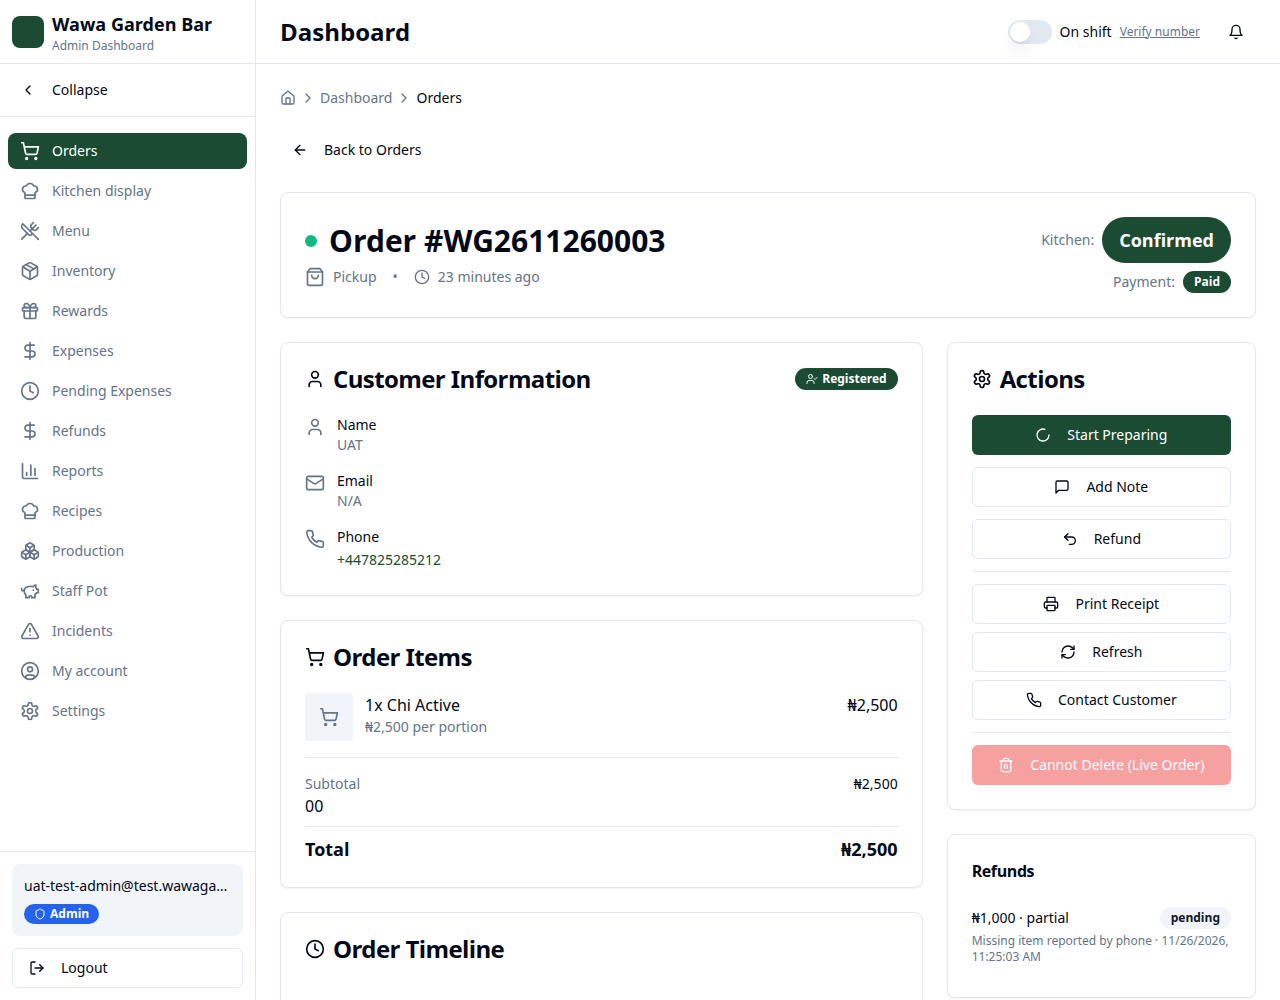 Wawa Garden Bar
Admin Dashboard
Collapse
Orders
Kitchen display
Menu
Inventory
Rewards
Expenses
Pending Expenses
Refunds
Reports
Recipes
Production
Staff Pot
Incidents
My account
Settings
uat-test-admin@test.wawaga...
Admin
Logout
Dashboard
On shift
Verify number
Dashboard
Orders
Back to Orders
Order #WG2611260003
Pickup • 23 minutes ago
Kitchen: Confirmed
Payment: Paid
Customer Information
Registered
Name
UAT
Email
N/A
Phone
+447825285212
Order Items
1x Chi Active ₦2,500
₦2,500 per portion
Subtotal ₦2,500
00
Total ₦2,500
Order Timeline
Actions
Start Preparing
Add Note
Refund
Print Receipt
Refresh
Contact Customer
Cannot Delete (Live Order)
Refunds
₦1,000 · partial pending
Missing item reported by phone · 11/26/2026,
11:25:03 AM